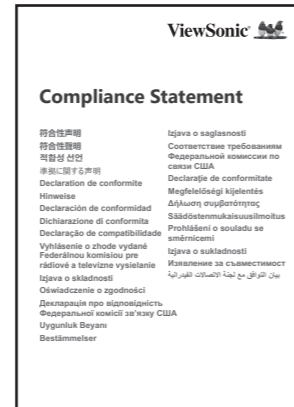 ViewSonic
Compliance Statement
符合性声明
符合性聲明
적합성 선언
準拠に関する声明
Declaration de conformite
Hinweise
Declaración de conformidad
Dichiarazione di conformita
Declaração de compatibilidade
Vyhlásenie o zhode vydané
Federálnou komisiou pre
rádiové a televízne vysielanie
Izjava o skladnosti
Oświadczenie o zgodności
Декларація про відповідність
Федеральної комісії зв'язку США
Uygunluk Beyanı
Bestämmelser
Izjava o saglasnosti
Соответствие требованиям
Федеральной комиссии по
связи США
Declaraţie de conformitate
Megfelelőségi kijelentés
Δήλωση συμβατότητας
Säädöstenmukaisuusilmoitus
Prohlášení o souladu se
směrnicemi
Izjava o sukladnosti
Изявление за съвместимост
بيان التوافق مع لجنة الاتصالات الفيدرالية